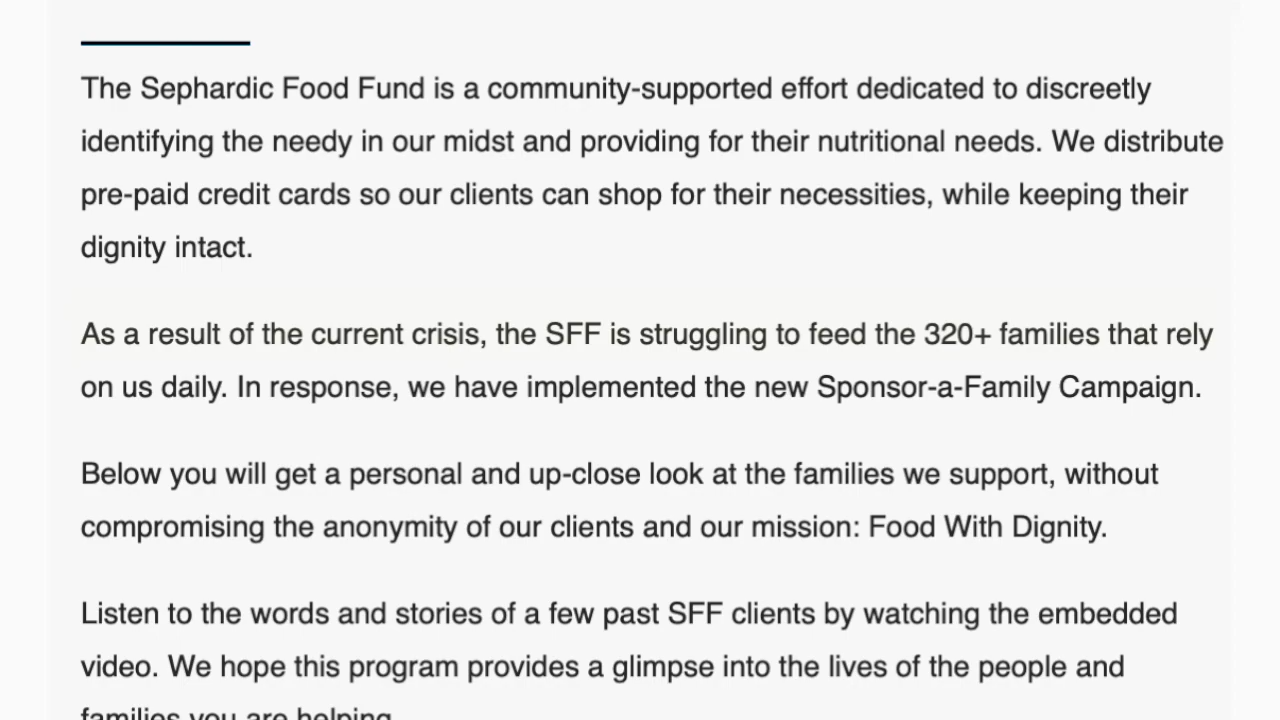 The Sephardic Food Fund is a community-supported effort dedicated to discreetly
identifying the needy in our midst and providing for their nutritional needs. We distribute
pre-paid credit cards so our clients can shop for their necessities, while keeping their
dignity intact.
As a result of the current crisis, the SFF is struggling to feed the 320+ families that rely
on us daily. In response, we have implemented the new Sponsor-a-Family Campaign.
Below you will get a personal and up-close look at the families we support, without
compromising the anonymity of our clients and our mission: Food With Dignity.
Listen to the words and stories of a few past SFF clients by watching the embedded
video. We hope this program provides a glimpse into the lives of the people and
families you are helping.